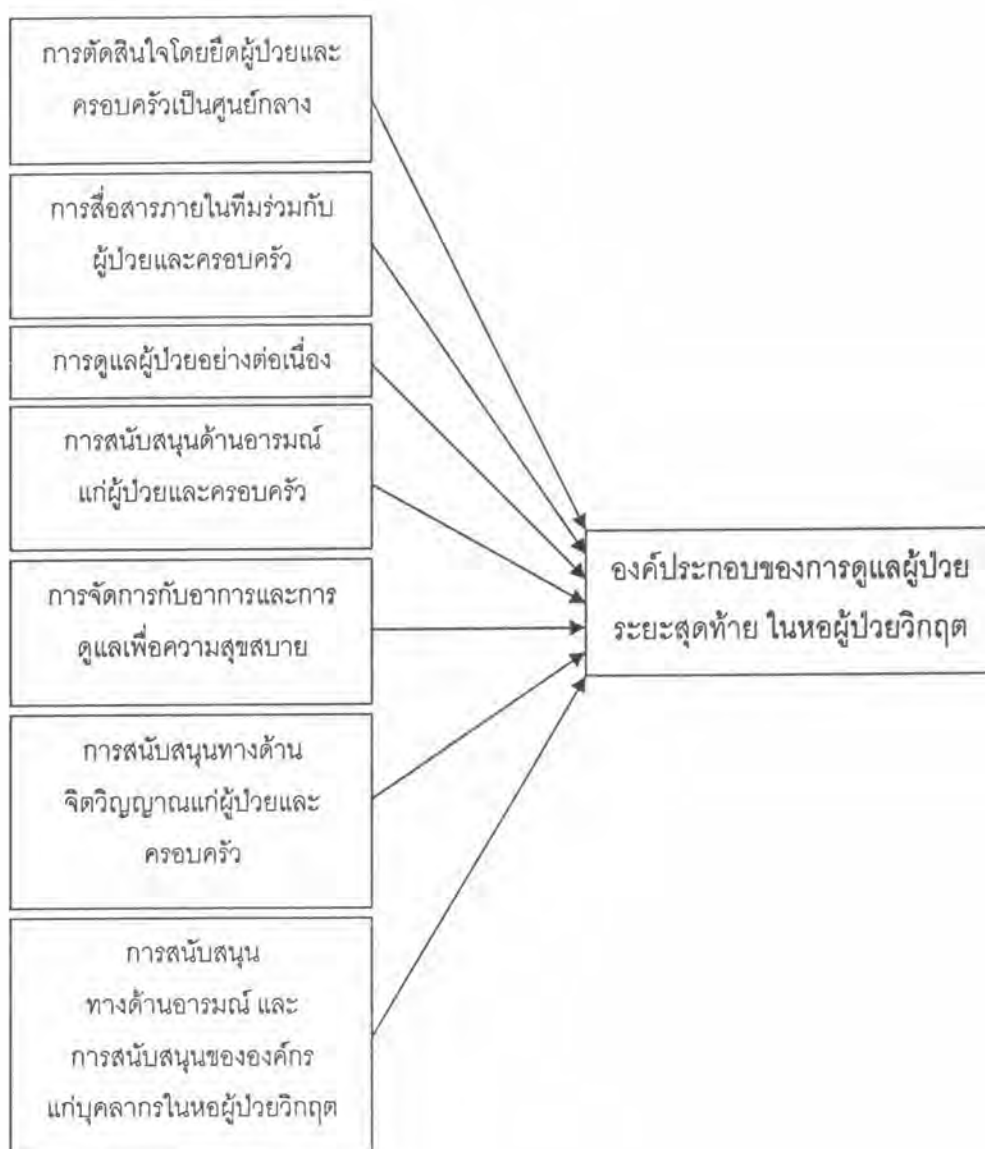 การตัดสินใจโดยยึดผู้ป่วยและ
ครอบครัวเป็นศูนย์กลาง
การสื่อสารภายในทีมร่วมกับ
ผู้ป่วยและครอบครัว
การดูแลผู้ป่วยอย่างต่อเนื่อง
การสนับสนุนด้านอารมณ์
แก่ผู้ป่วยและครอบครัว
การจัดการกับอาการและการ
ดูแลเพื่อความสุขสบาย
การสนับสนุนทางด้าน
จิตวิญญาณแก่ผู้ป่วยและ
ครอบครัว
การสนับสนุน
ทางด้านอารมณ์ และ
การสนับสนุนขององค์กร
แก่บุคลากรในหอผู้ป่วยวิกฤต
องค์ประกอบของการดูแลผู้ป่วย
ระยะสุดท้าย ในหอผู้ป่วยวิกฤต